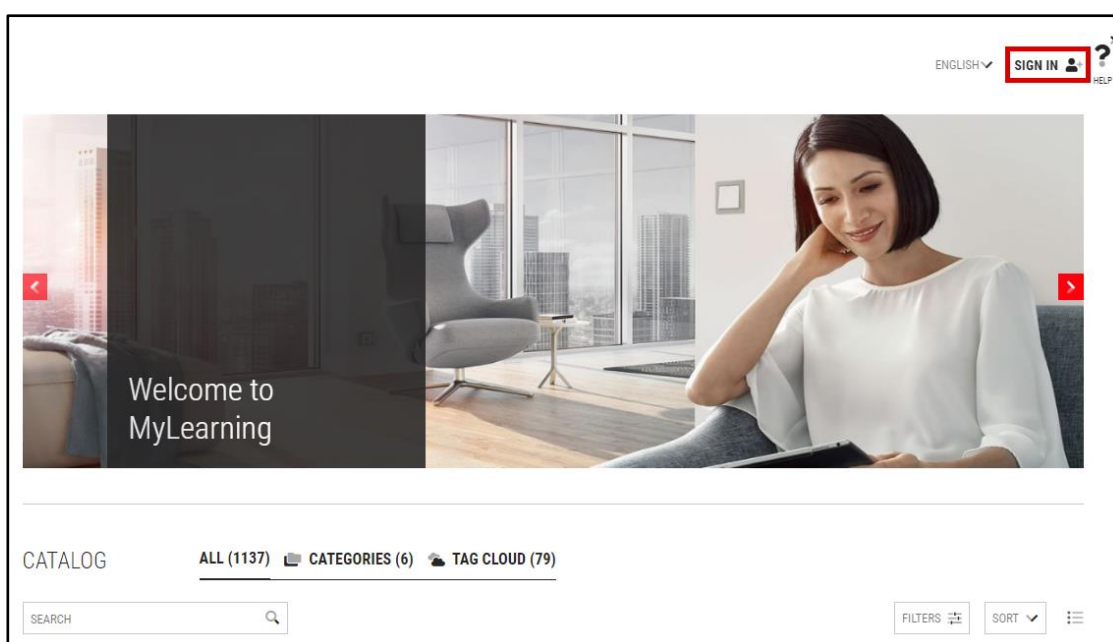 ENGLISH
SIGN IN
?
HELP
Welcome to
MyLearning
CATALOG
ALL (1137)
CATEGORIES (6)
TAG CLOUD (79)
SEARCH
FILTERS
SORT